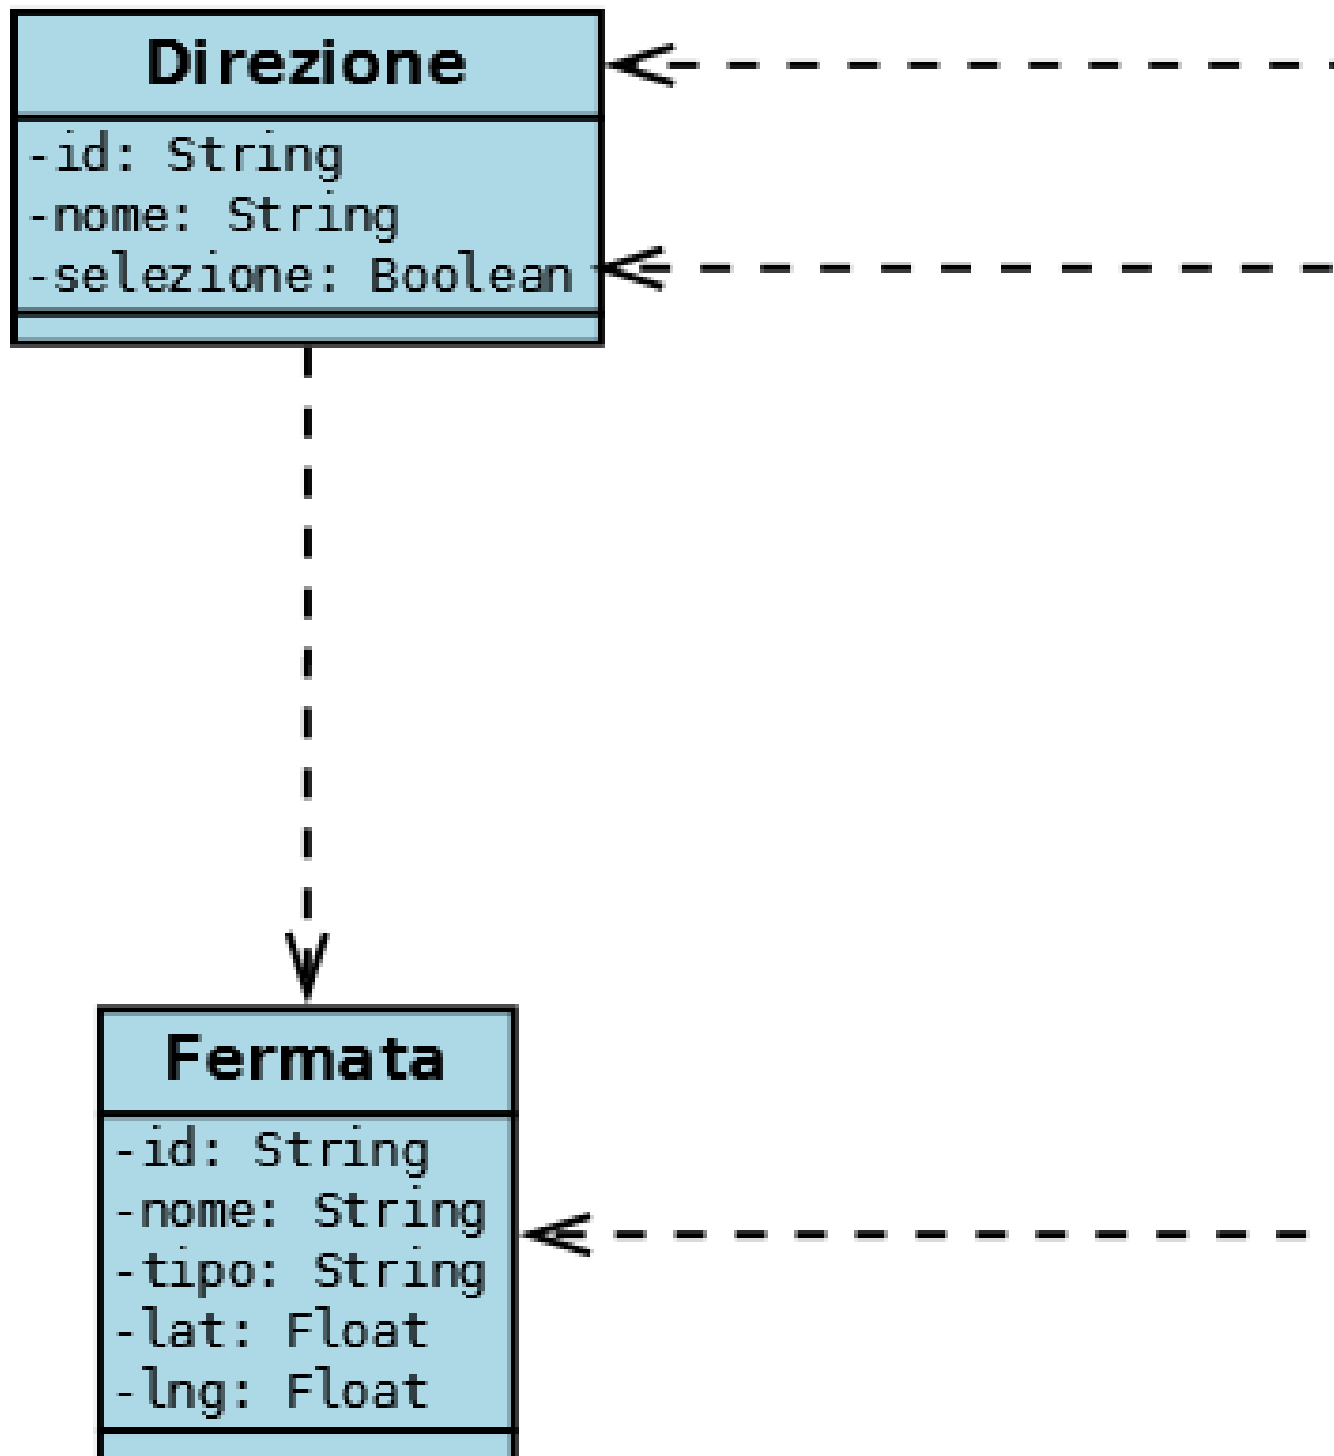 Direzione
-id: String
-nome: String
-selezione: Boolean
Fermata
-id: String
-nome: String
-tipo: String
-lat: Float
-lng: Float